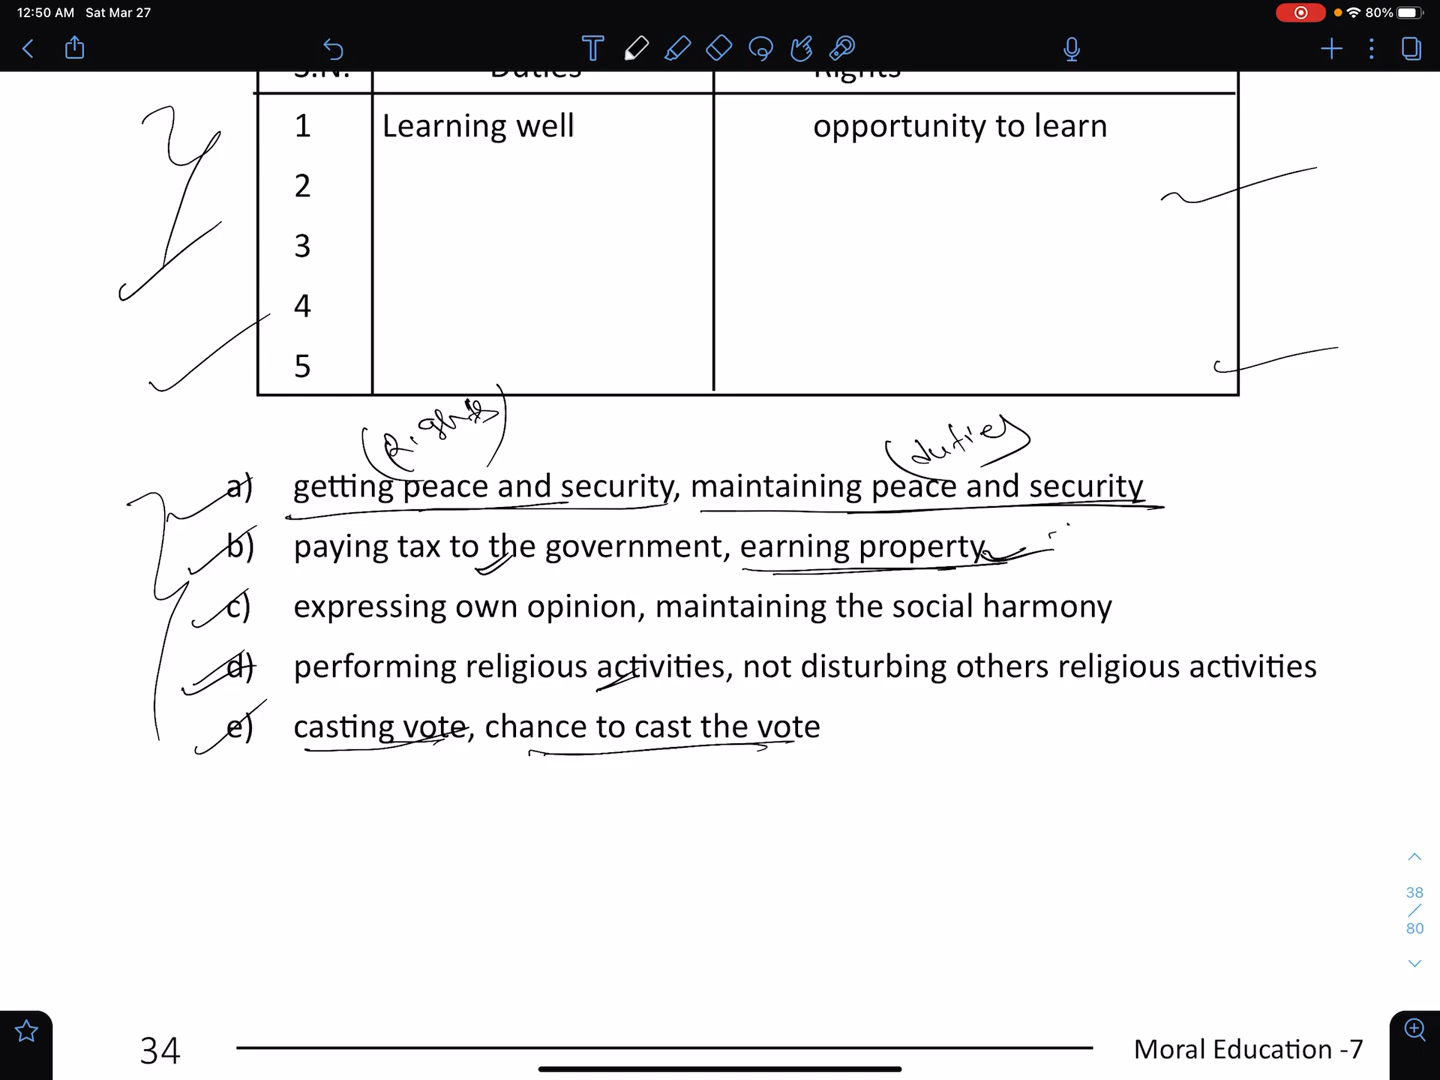 12:50 AM Sat Mar 27 80%
S.N. Duties Rights
1 Learning well opportunity to learn
2
3
4
5
(Rights) (duties)
a) getting peace and security, maintaining peace and security
b) paying tax to the government, earning property
c) expressing own opinion, maintaining the social harmony
d) performing religious activities, not disturbing others religious activities
e) casting vote, chance to cast the vote
38
/
80
34 Moral Education -7